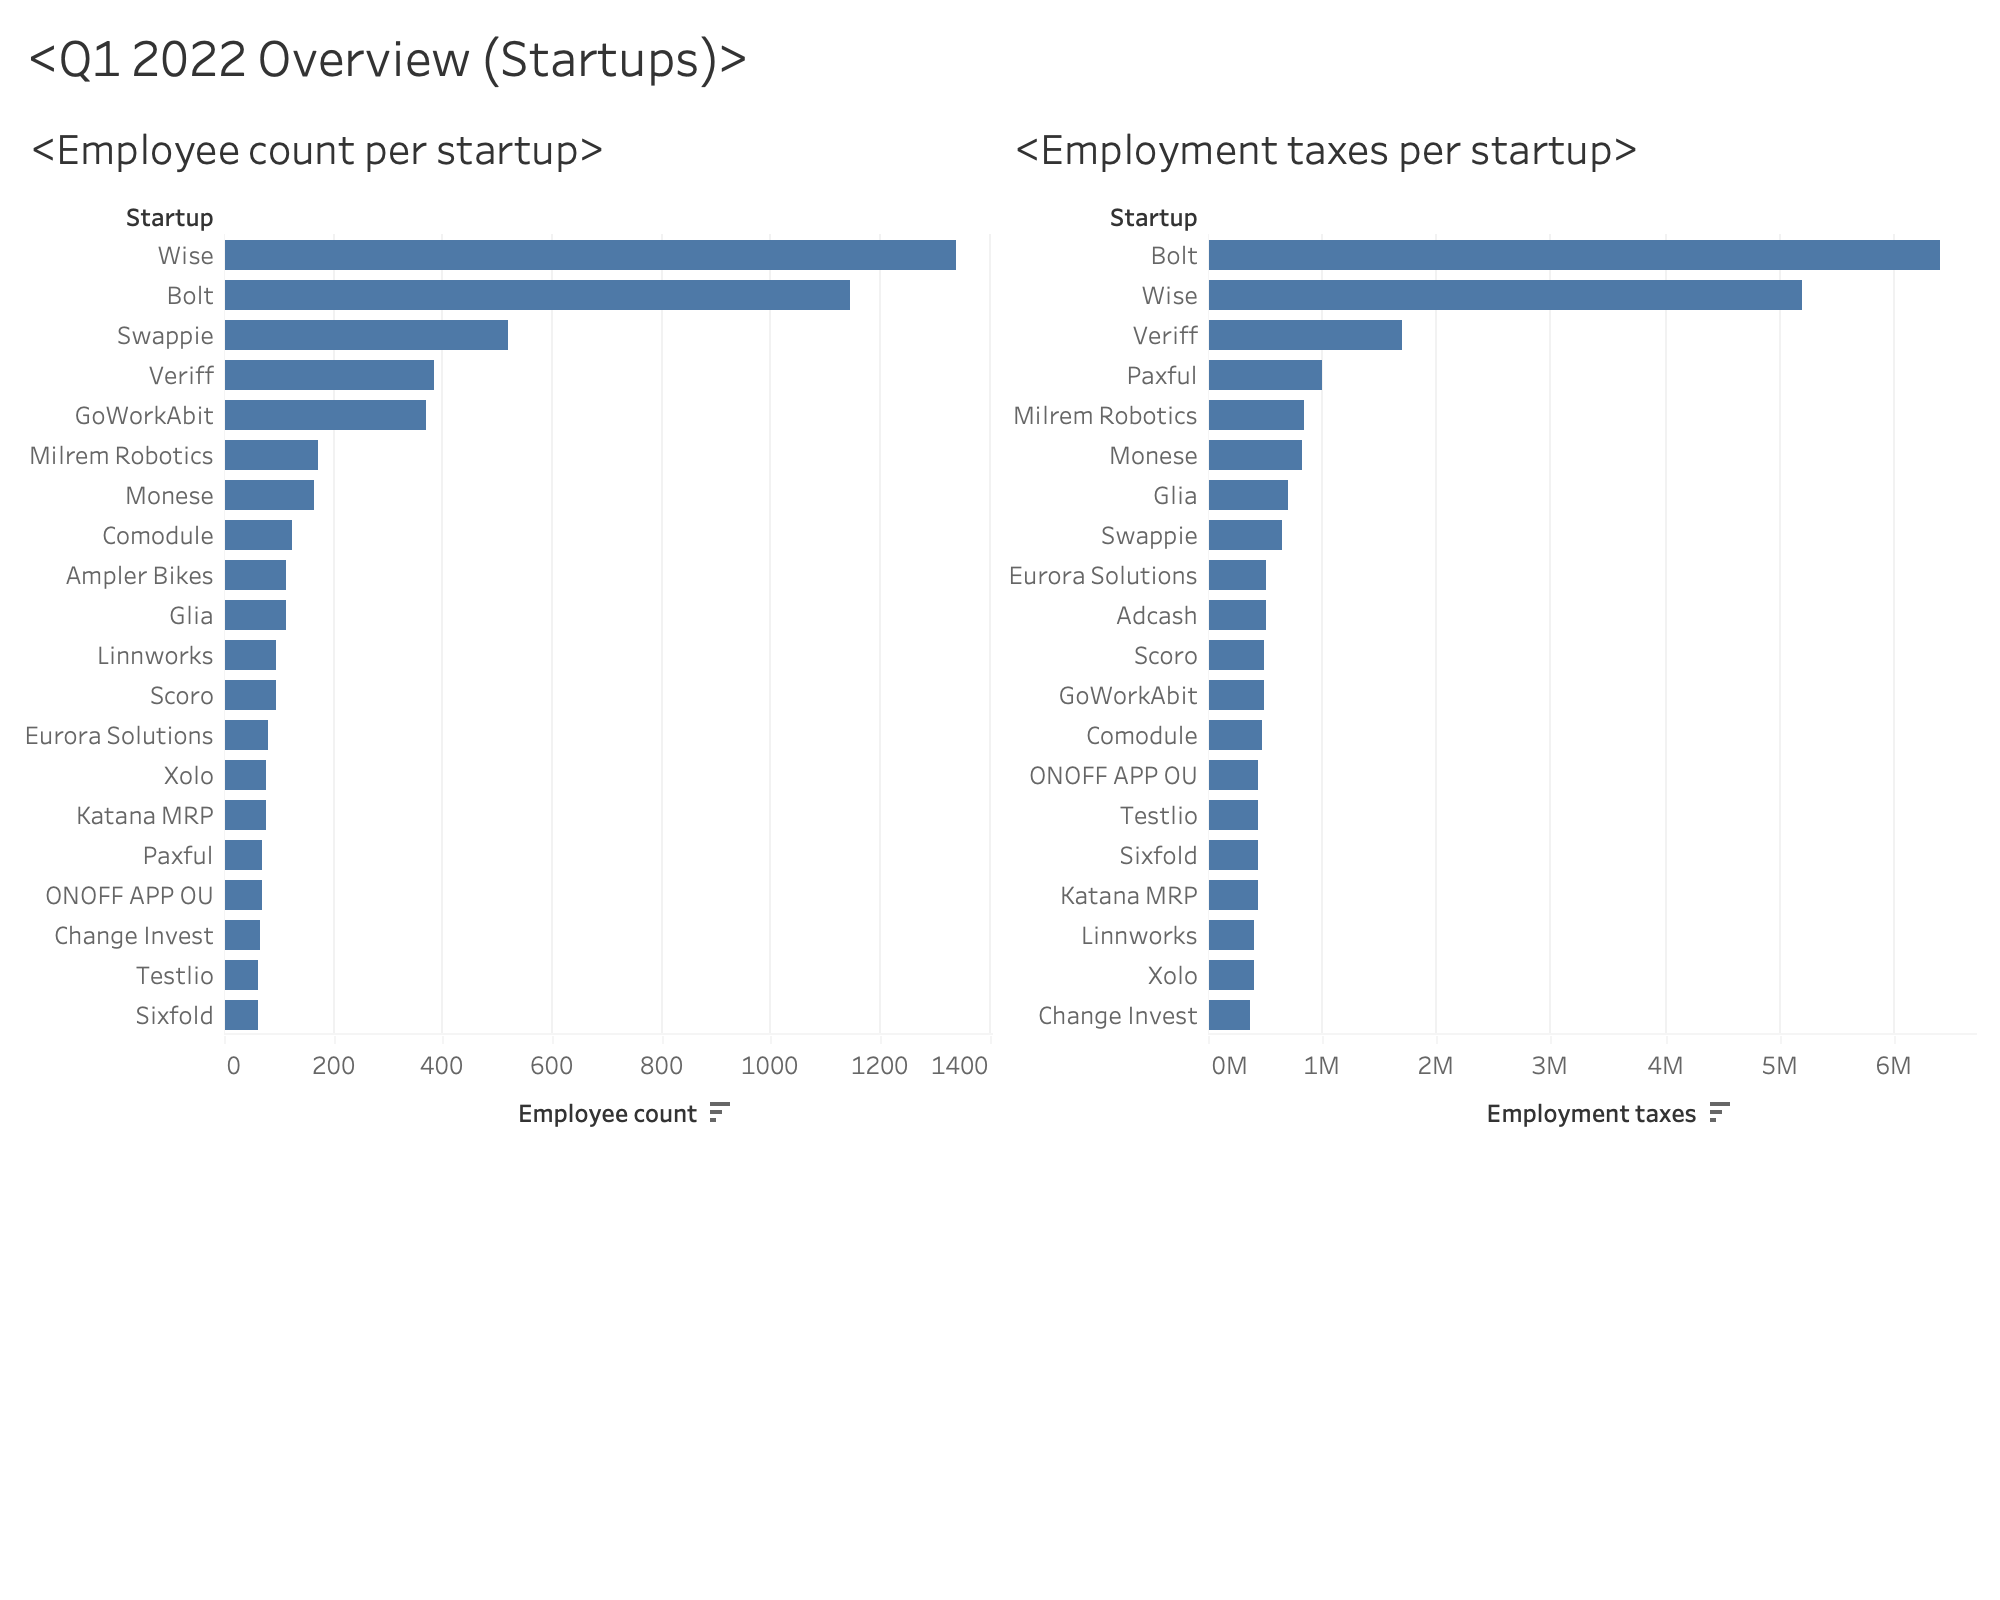 <Q1 2022 Overview (Startups)>
<Employee count per startup>
Startup
Wise
Bolt
Swappie
Veriff
GoWorkAbit
Milrem Robotics
Monese
Comodule
Ampler Bikes
Glia
Linnworks
Scoro
Eurora Solutions
Xolo
Katana MRP
Paxful
ONOFF APP OU
Change Invest
Testlio
Sixfold
0 200 400 600 800 1000 1200 1400
Employee count
<Employment taxes per startup>
Startup
Bolt
Wise
Veriff
Paxful
Milrem Robotics
Monese
Glia
Swappie
Eurora Solutions
Adcash
Scoro
GoWorkAbit
Comodule
ONOFF APP OU
Testlio
Sixfold
Katana MRP
Linnworks
Xolo
Change Invest
0M 1M 2M 3M 4M 5M 6M
Employment taxes